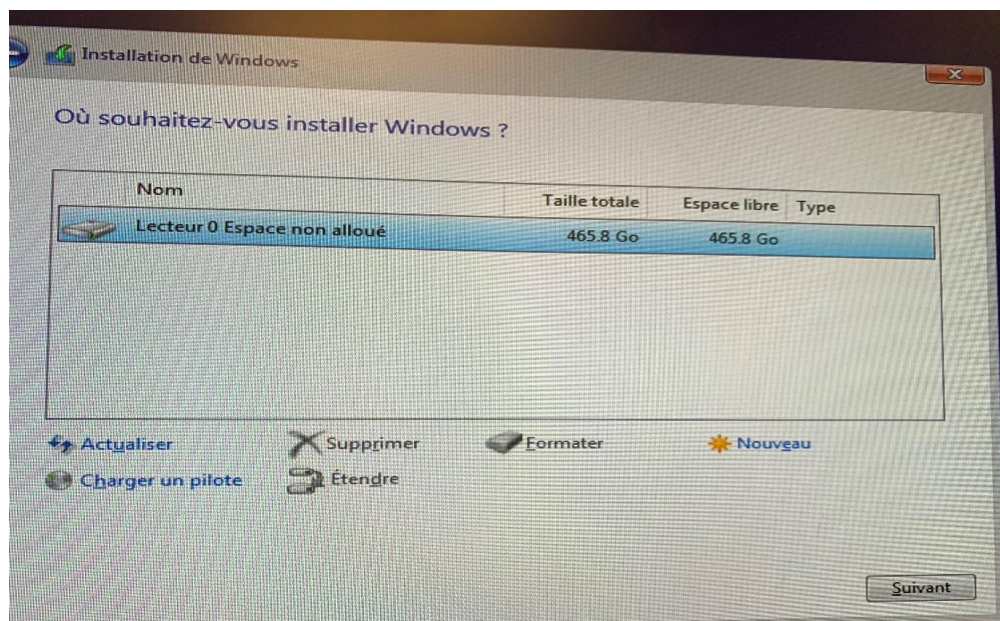 Installation de Windows
Où souhaitez-vous installer Windows ?
Nom Taille totale Espace libre Type
Lecteur 0 Espace non alloué 465.8 Go 465.8 Go
Actualiser Supprimer Formater Nouveau
Charger un pilote Étendre
Suivant